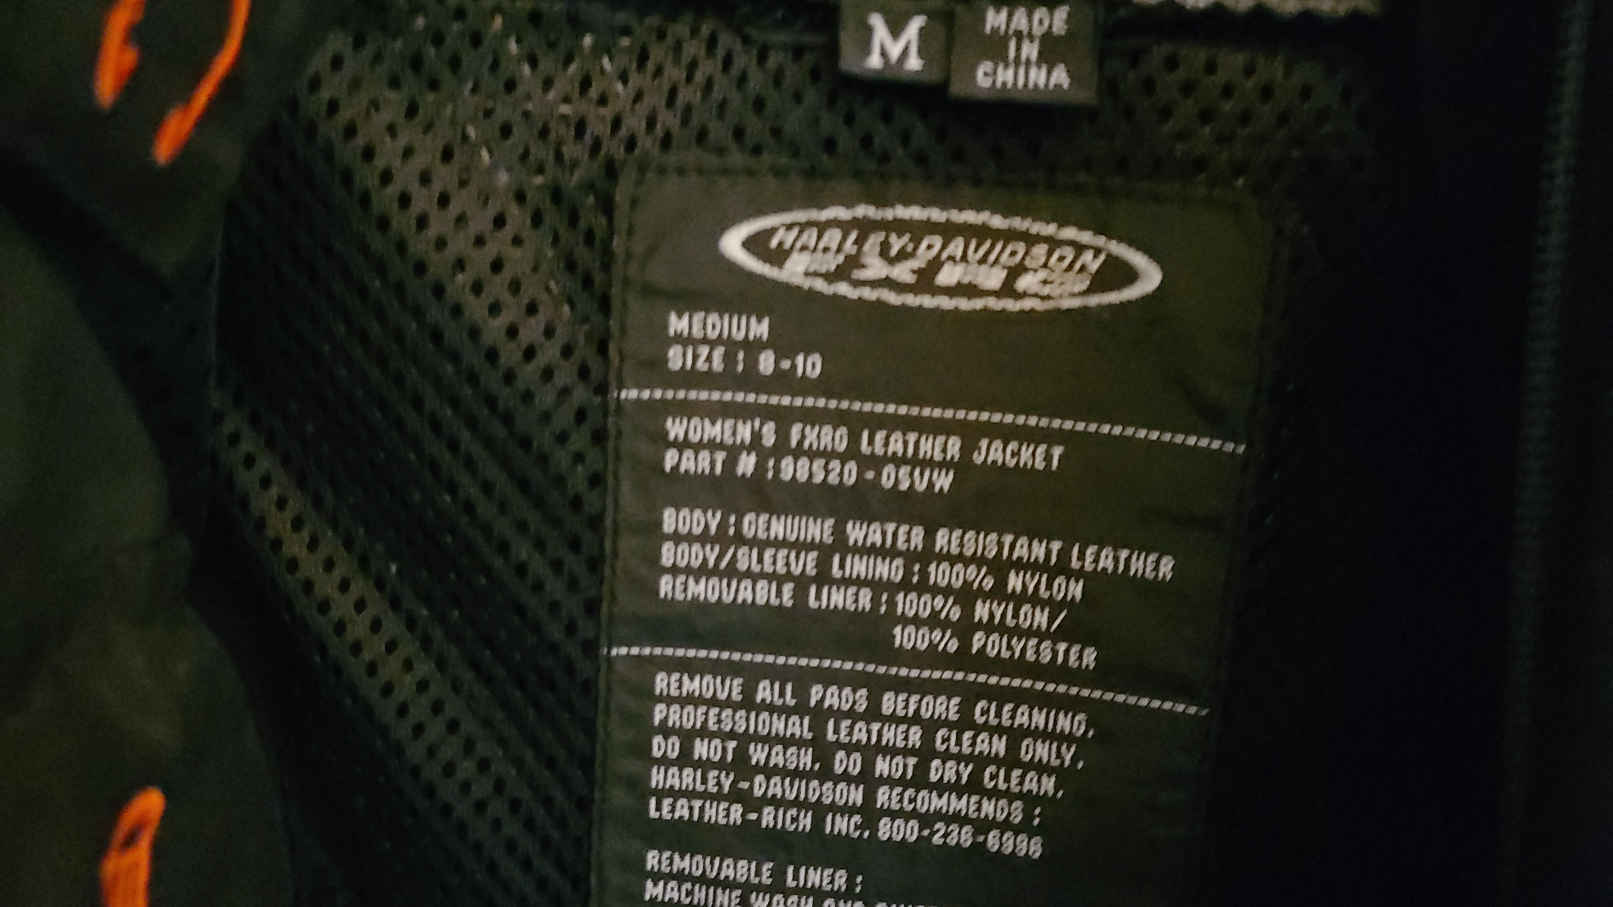 M
MADE
IN
CHINA
HARLEY-DAVIDSON
MEDIUM
SIZE : 8-10
WOMEN'S FXRG LEATHER JACKET
PART # : 98520-05VW
BODY : GENUINE WATER RESISTANT LEATHER
BODY/SLEEVE LINING : 100% NYLON
REMOVABLE LINER : 100% NYLON/
100% POLYESTER
REMOVE ALL PADS BEFORE CLEANING,
PROFESSIONAL LEATHER CLEAN ONLY,
DO NOT WASH, DO NOT DRY CLEAN,
HARLEY-DAVIDSON RECOMMENDS :
LEATHER-RICH INC. 800-236-6996
REMOVABLE LINER :
MACHINE WASH